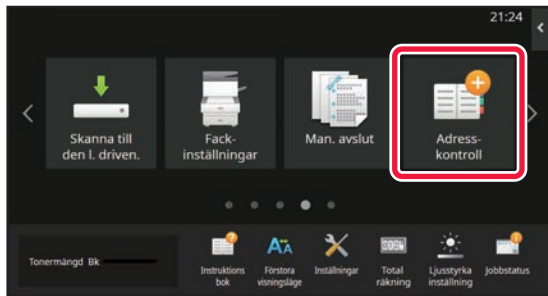 21:24
Skanna till
den l. driven.
Fack-
inställningar
Man. avslut
Adress-
kontroll
Tonermängd Bk
Instruktions
bok
Förstora
visningsläge
Inställningar
Total
räkning
Ljusstyrka
inställning
Jobbstatus